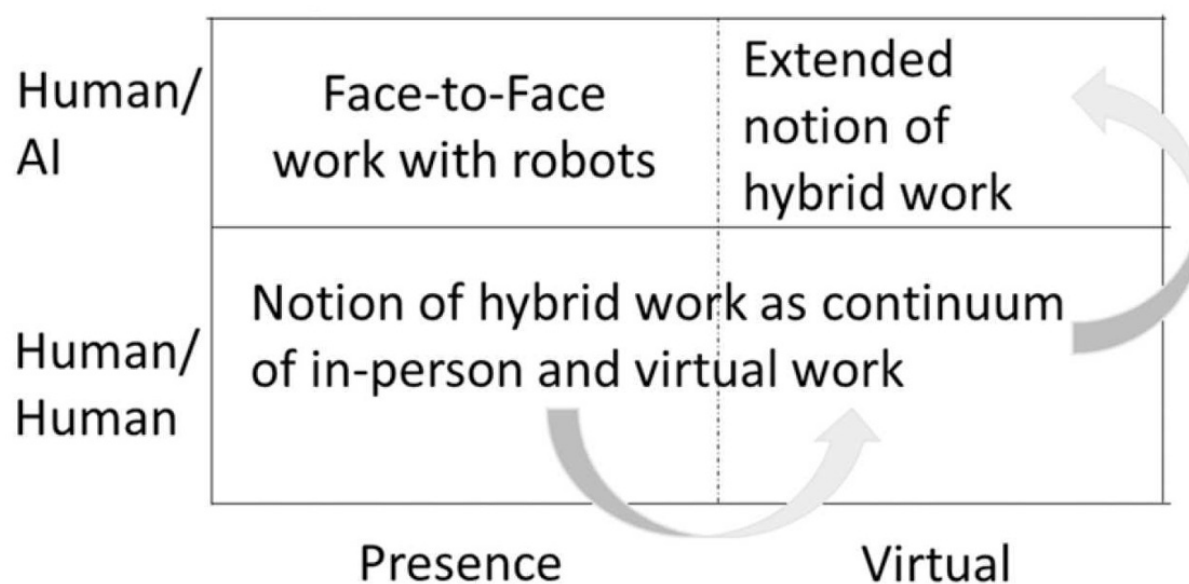 Human/
AI
Face-to-Face
work with robots
Extended
notion of
hybrid work
Human/
Human
Notion of hybrid work as continuum
of in-person and virtual work
Presence
Virtual